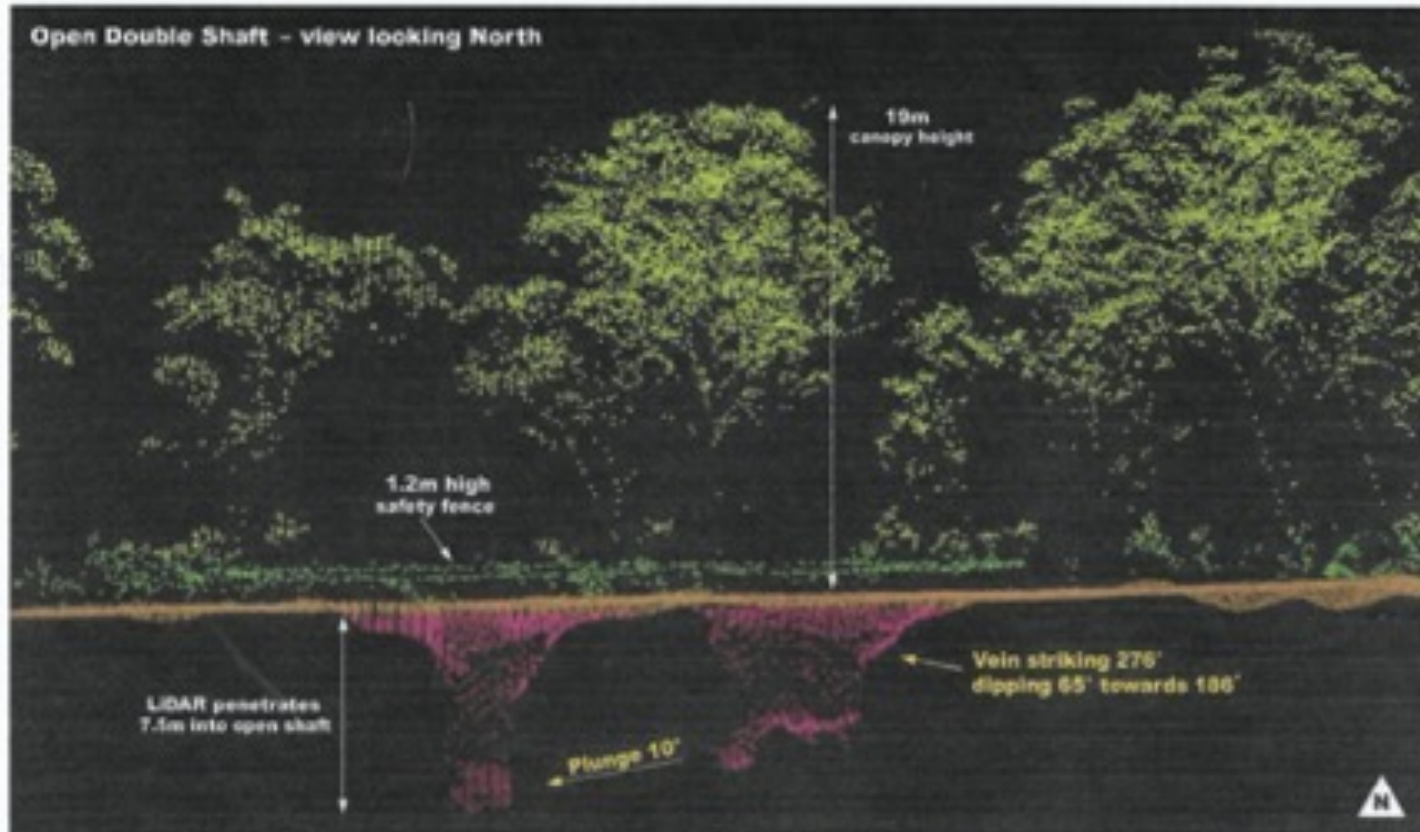 Open Double Shaft – view looking North
19m
canopy height
1.2m high
safety fence
Vein striking 276°
dipping 65° towards 186°
LiDAR penetrates
7.1m into open shaft
Plunge 10°
N